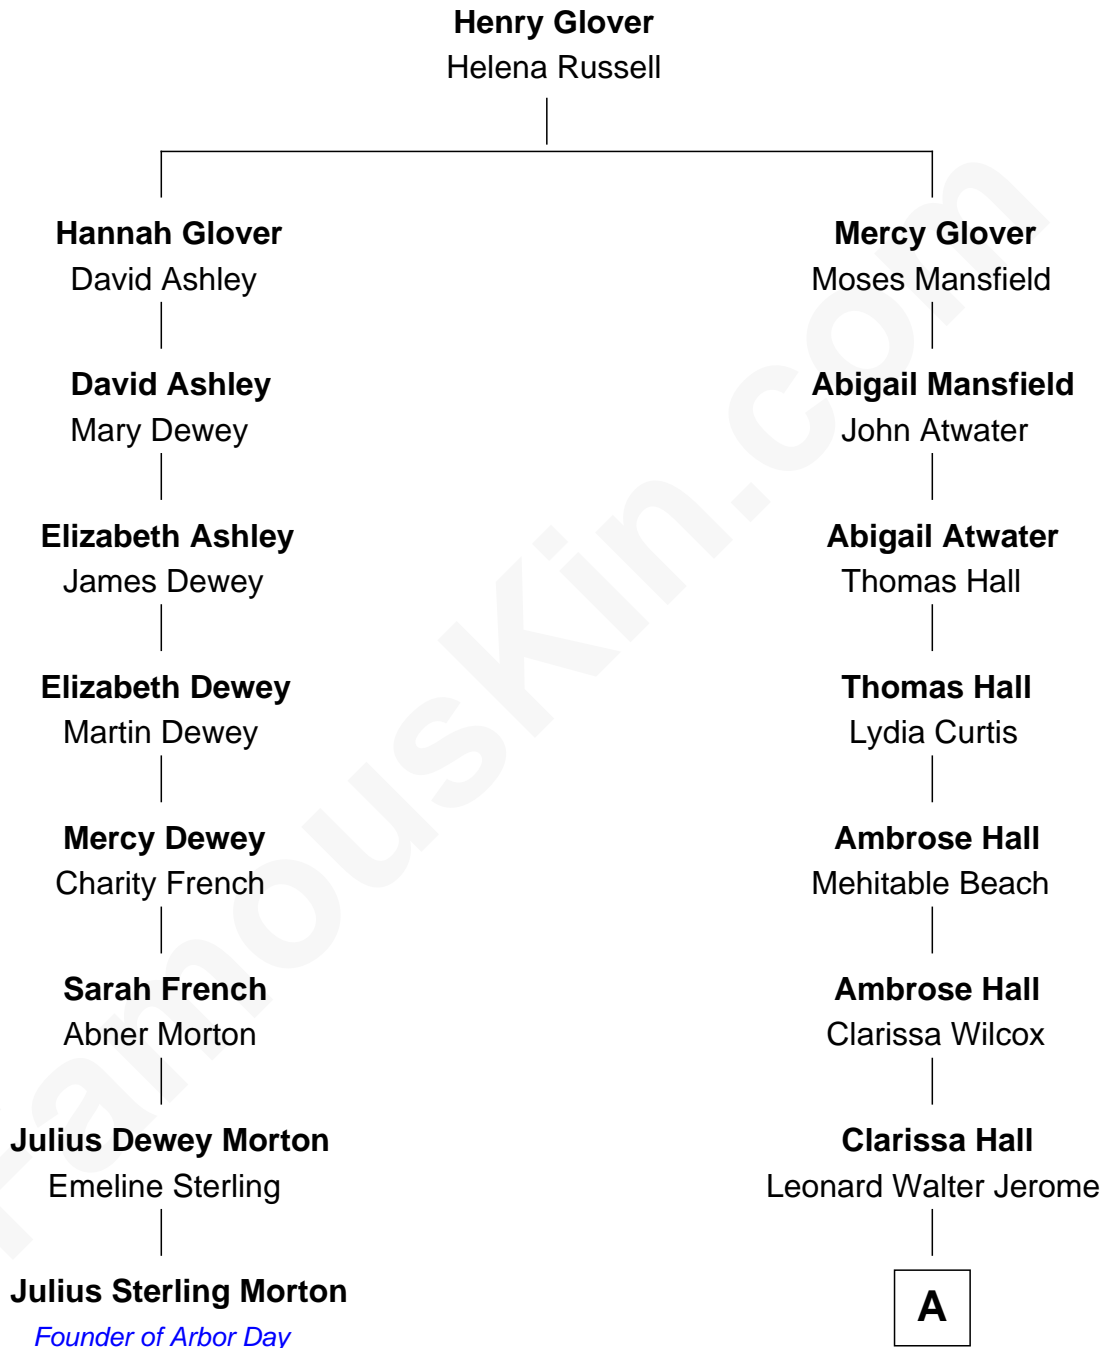 Henry Glover
Helena Russell
Hannah Glover
David Ashley
Mercy Glover
Moses Mansfield
David Ashley
Mary Dewey
Abigail Mansfield
John Atwater
Elizabeth Ashley
James Dewey
Abigail Atwater
Thomas Hall
Elizabeth Dewey
Martin Dewey
Thomas Hall
Lydia Curtis
Mercy Dewey
Charity French
Ambrose Hall
Mehitable Beach
Sarah French
Abner Morton
Ambrose Hall
Clarissa Wilcox
Julius Dewey Morton
Emeline Sterling
Clarissa Hall
Leonard Walter Jerome
Julius Sterling Morton
Founder of Arbor Day
A
FamousKin.com